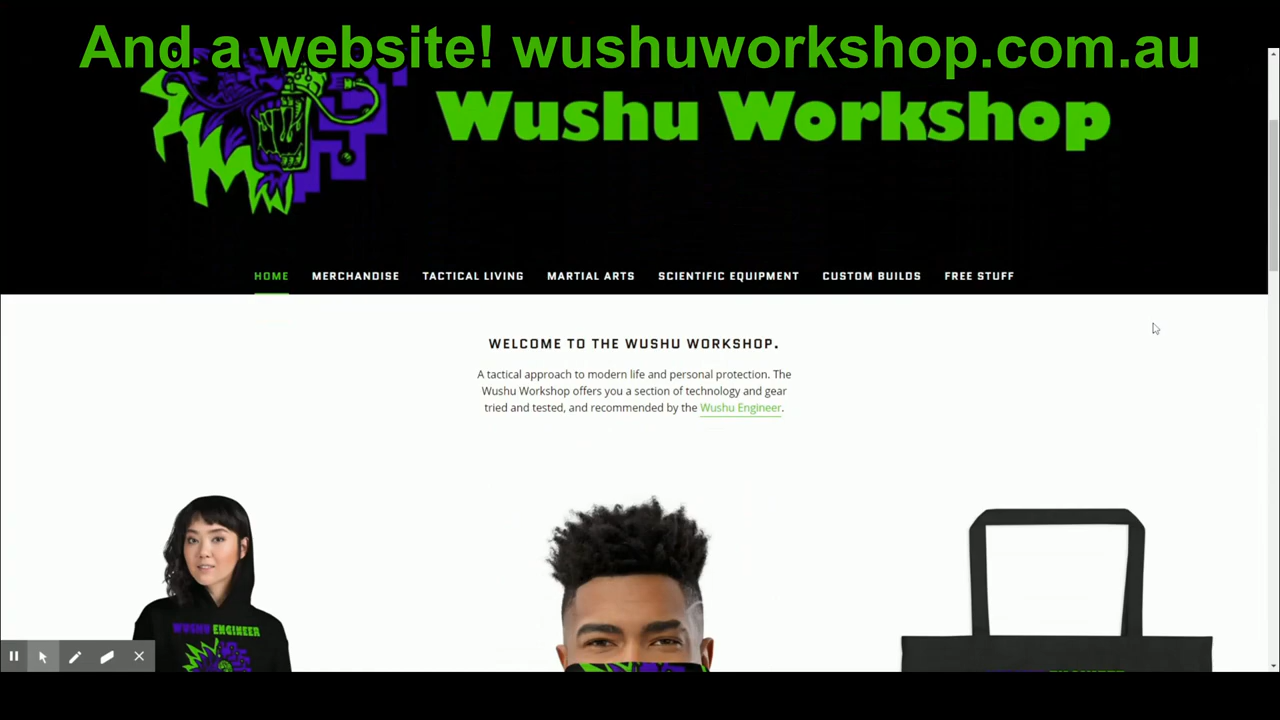 And a website! wushuworkshop.com.au
Wushu Workshop
HOME MERCHANDISE TACTICAL LIVING MARTIAL ARTS SCIENTIFIC EQUIPMENT CUSTOM BUILDS FREE STUFF
WELCOME TO THE WUSHU WORKSHOP.
A tactical approach to modern life and personal protection. The
Wushu Workshop offers you a section of technology and gear
tried and tested, and recommended by the Wushu Engineer.
WUSHU ENGINEER